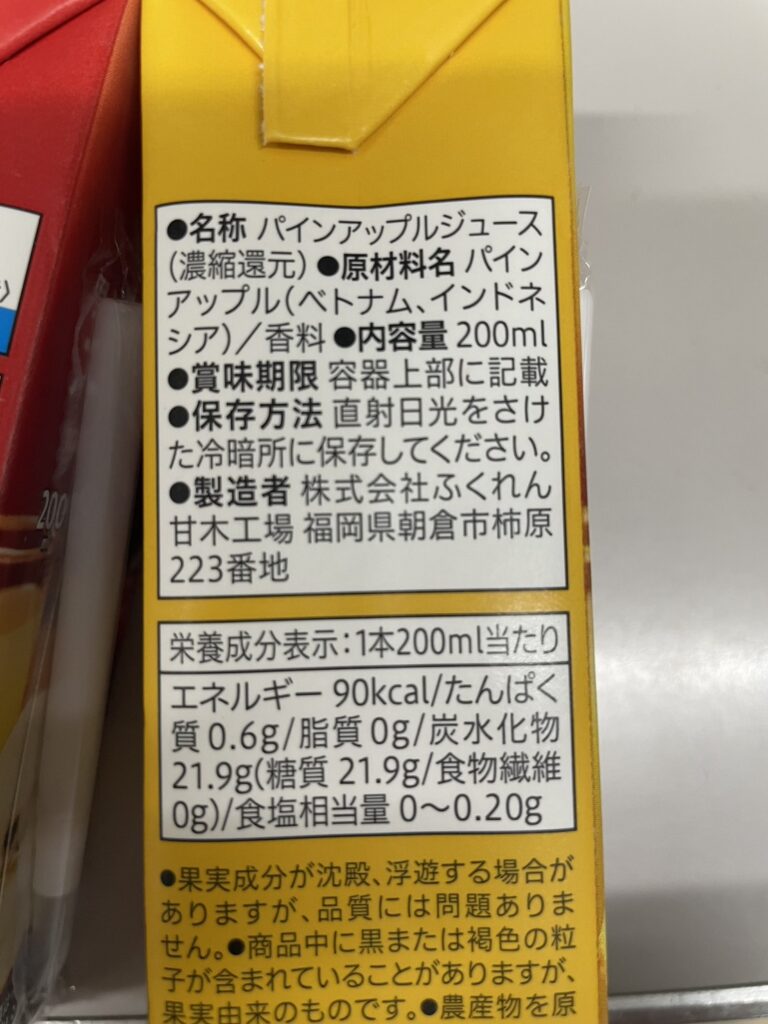 ●名称 パインアップルジュース
(濃縮還元) ●原材料名 パイン
アップル(ベトナム、インドネ
シア)/香料 ●内容量 200ml
●賞味期限 容器上部に記載
●保存方法 直射日光をさけ
た冷暗所に保存してください。
●製造者 株式会社ふくれん
甘木工場 福岡県朝倉市柿原
223番地
栄養成分表示:1本200ml当たり
エネルギー 90kcal/たんぱく
質 0.6g/脂質 0g/炭水化物
21.9g(糖質 21.9g/食物繊維
0g)/食塩相当量 0〜0.20g
●果実成分が沈殿、浮遊する場合が
ありますが、品質には問題ありま
せん。●商品中に黒または褐色の粒
子が含まれていることがありますが、
果実由来のものです。●農産物を原
200